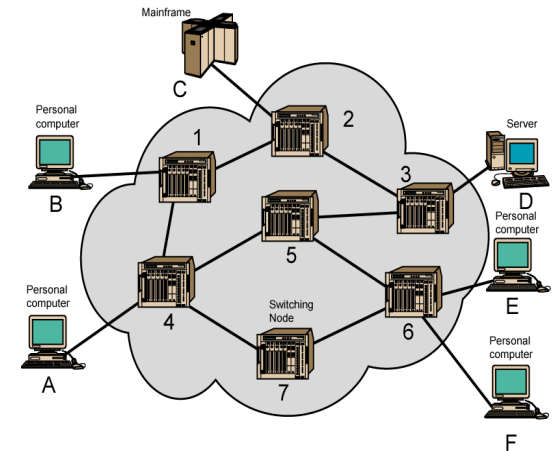 Mainframe
C
Personal
computer
B
1
2
Server
D
3
Personal
computer
E
5
4
Personal
computer
A
Switching
Node
7
6
Personal
computer
F